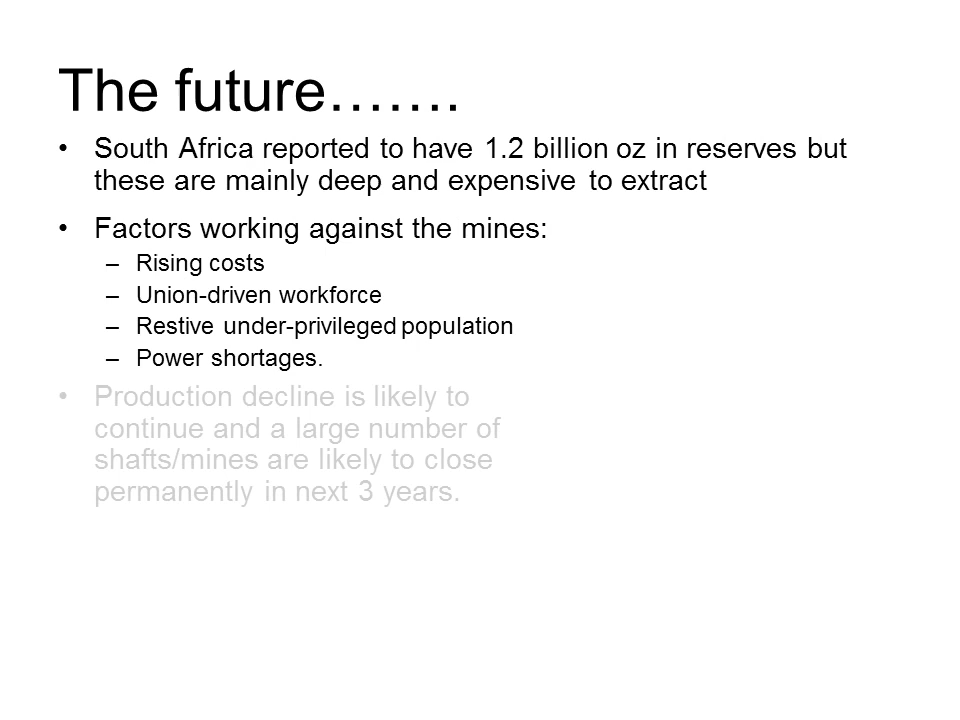 The future…….
• South Africa reported to have 1.2 billion oz in reserves but
these are mainly deep and expensive to extract
• Factors working against the mines:
– Rising costs
– Union-driven workforce
– Restive under-privileged population
– Power shortages.
• Production decline is likely to
continue and a large number of
shafts/mines are likely to close
permanently in next 3 years.